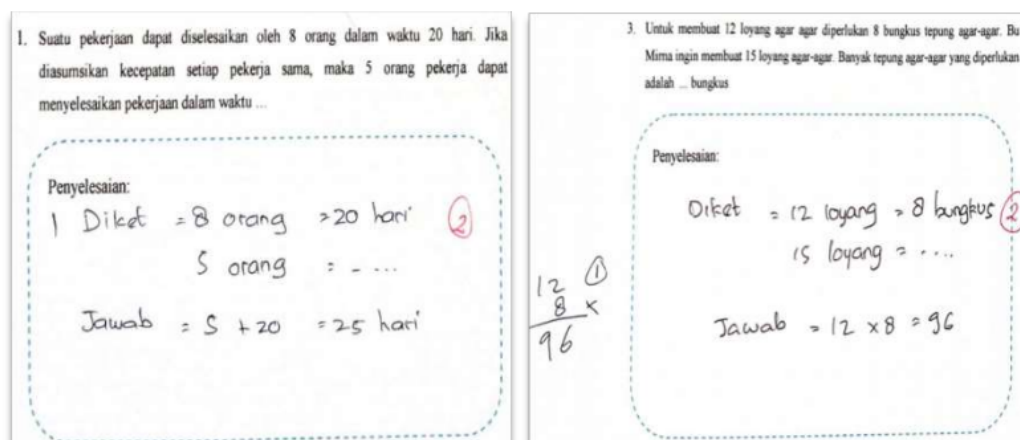 1. Suatu pekerjaan dapat diselesaikan oleh 8 orang dalam waktu 20 hari. Jika
diasumsikan kecepatan setiap pekerja sama, maka 5 orang pekerja dapat
menyelesaikan pekerjaan dalam waktu ...
Penyelesaian:
1 Diket = 8 orang = 20 hari
2
5 orang = - ...
Jawab = 5 + 20 = 25 hari
3. Untuk membuat 12 loyang agar agar diperlukan 8 bungkus tepung agar-agar. Bu
Mirna ingin membuat 15 loyang agar-agar. Banyak tepung agar-agar yang diperlukan
adalah ... bungkus
Penyelesaian:
Diket = 12 loyang = 8 bungkus
2
15 loyang = ....
12 1
8 x
96
Jawab = 12 x 8 = 96